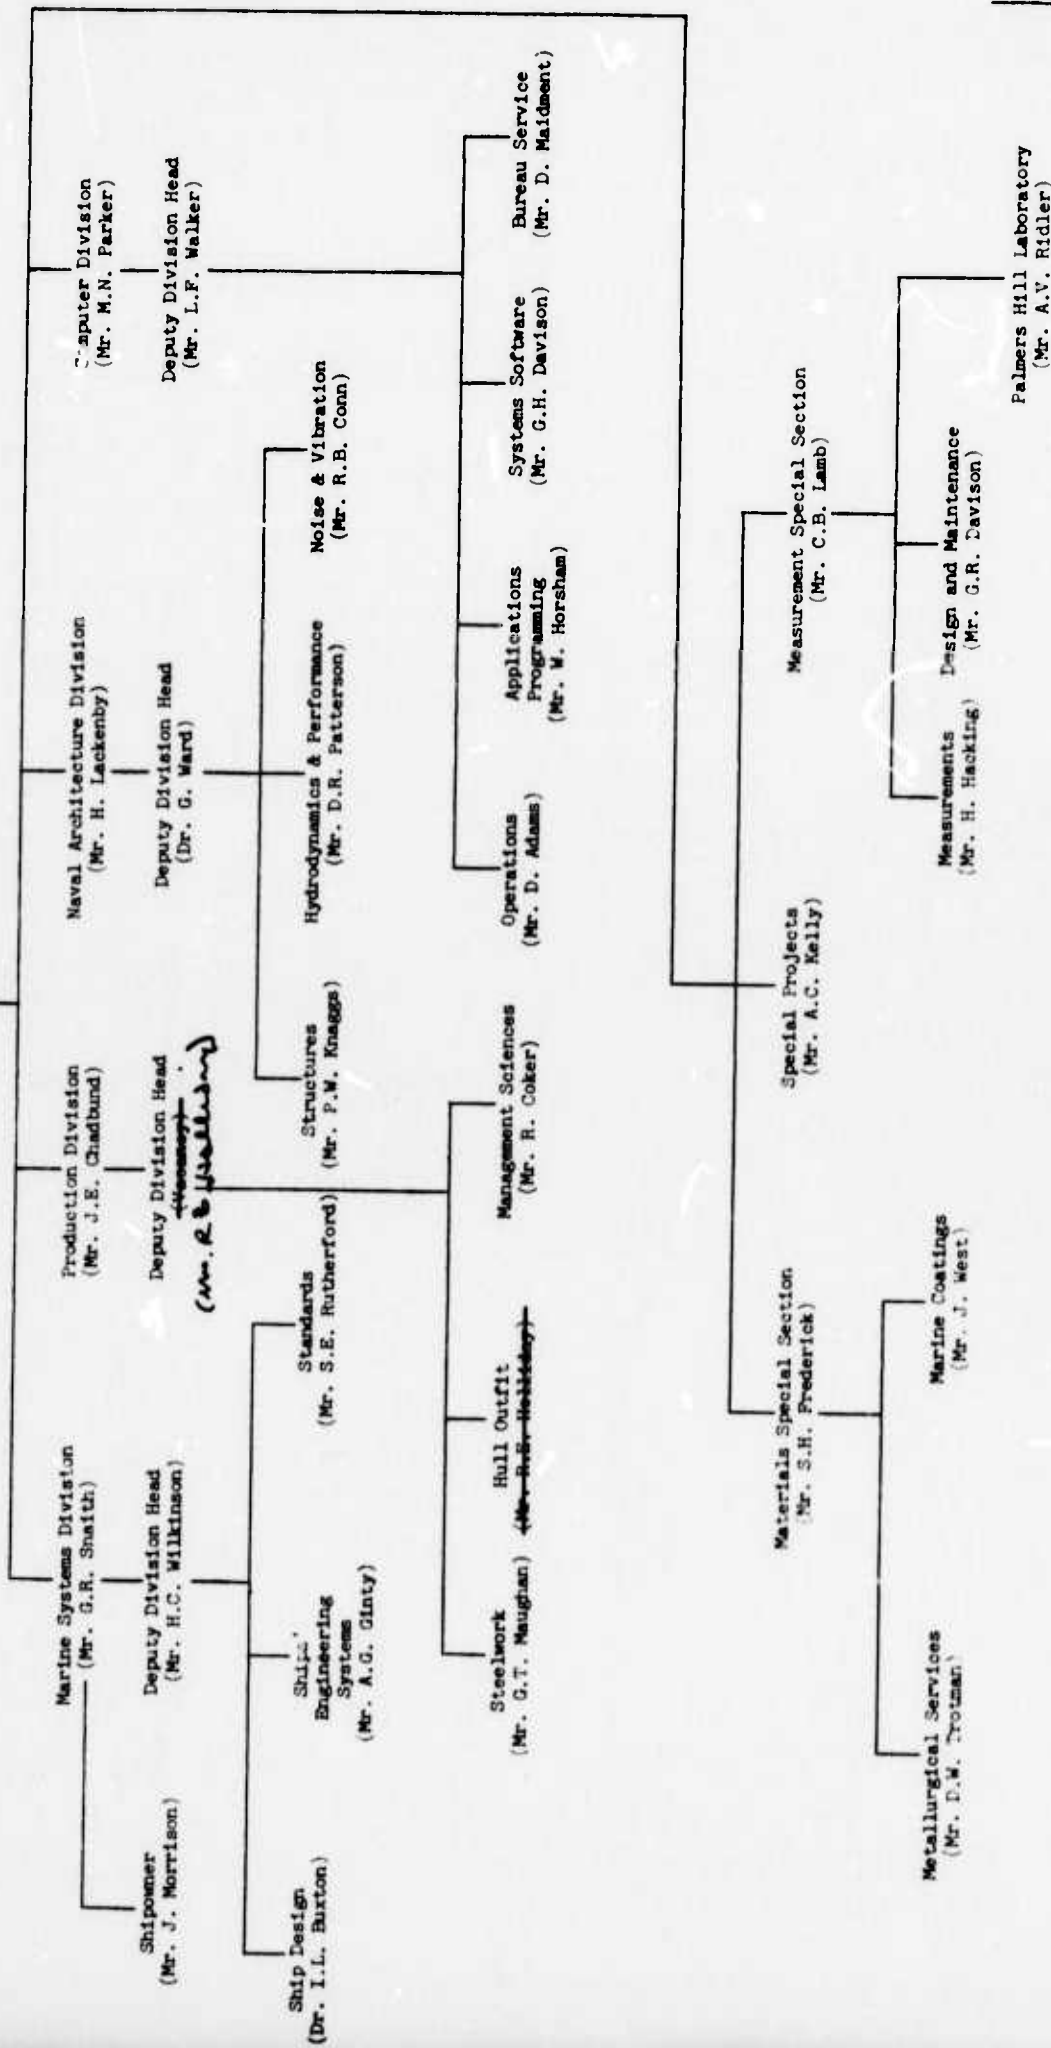 Marine Systems Division
(Mr. G.R. Snaith)
Shipowner
(Mr. J. Morrison)
Deputy Division Head
(Mr. H.C. Wilkinson)
Ship Design
(Dr. I.L. Buxton)
Ships'
Engineering
Systems
(Mr. A.G. Ginty)
Standards
(Mr. S.E. Rutherford)
Production Division
(Mr. J.E. Chadbund)
Deputy Division Head
(Vacancy)
(Mr. R E Halliday)
Steelwork
(Mr. G.T. Maughan)
Hull Outfit
(Mr. R.E. Holliday)
Management Sciences
(Mr. R. Coker)
Naval Architecture Division
(Mr. H. Lackenby)
Deputy Division Head
(Dr. G. Ward)
Structures
(Mr. P.W. Knaggs)
Hydrodynamics & Performance
(Mr. D.R. Patterson)
Noise & Vibration
(Mr. R.B. Conn)
Computer Division
(Mr. M.N. Parker)
Deputy Division Head
(Mr. L.F. Walker)
Operations
(Mr. D. Adams)
Applications
Programming
(Mr. W. Horsham)
Systems Software
(Mr. G.H. Davison)
Bureau Service
(Mr. D. Maidment)
Materials Special Section
(Mr. S.H. Frederick)
Metallurgical Services
(Mr. D.W. Trotman)
Marine Coatings
(Mr. J. West)
Special Projects
(Mr. A.C. Kelly)
Measurement Special Section
(Mr. C.B. Lamb)
Measurements
(Mr. H. Hacking)
Design and Maintenance
(Mr. G.R. Davison)
Palmers Hill Laboratory
(Mr. A.V. Ridler)